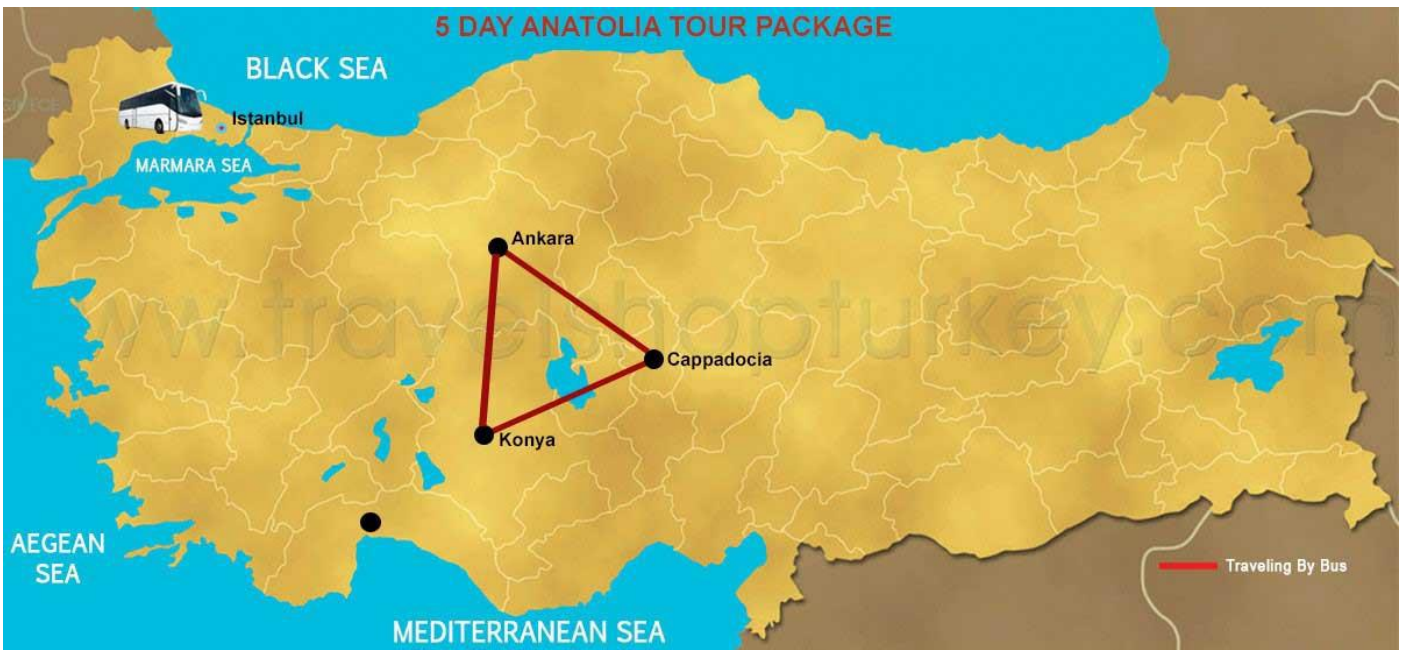 5 DAY ANATOLIA TOUR PACKAGE
BLACK SEA
GREECE
Istanbul
MARMARA SEA
Ankara
www.travelshopturkey.com
Cappadocia
Konya
AEGEAN
SEA
Traveling By Bus
MEDITERRANEAN SEA